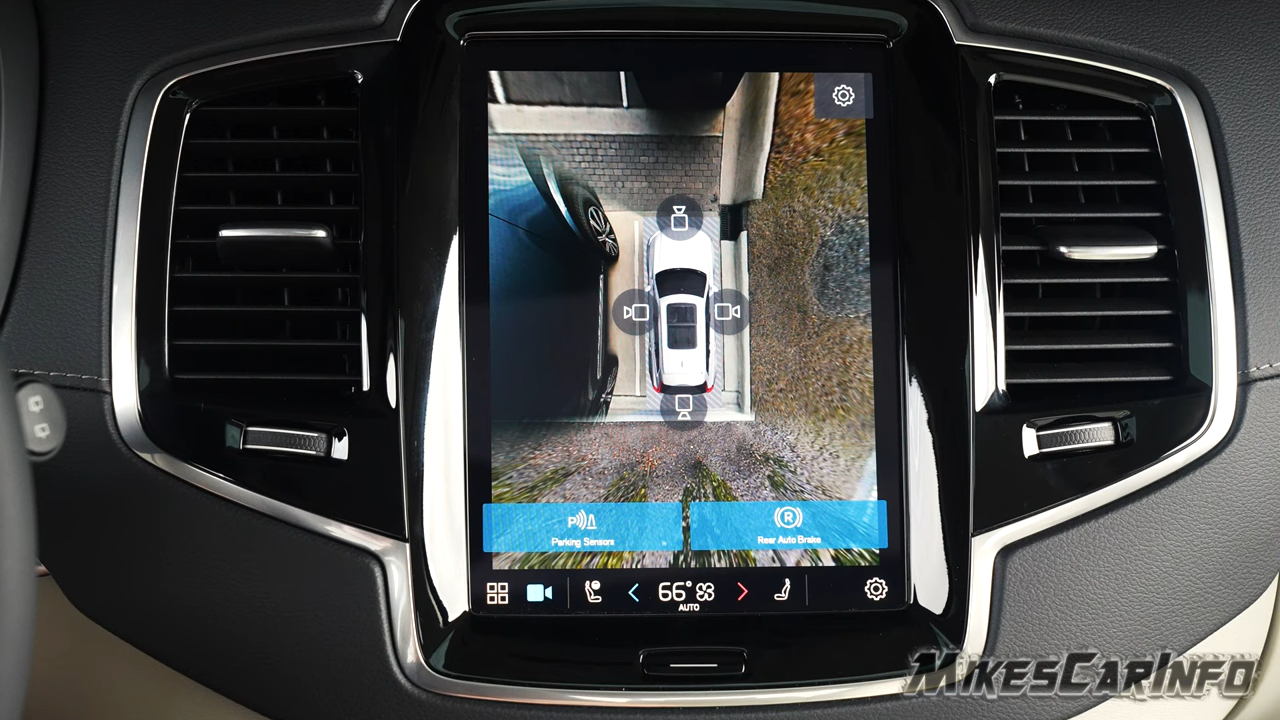 P
Parking Sensors
R
Rear Auto Brake
66°
AUTO
MIKESCARINFO